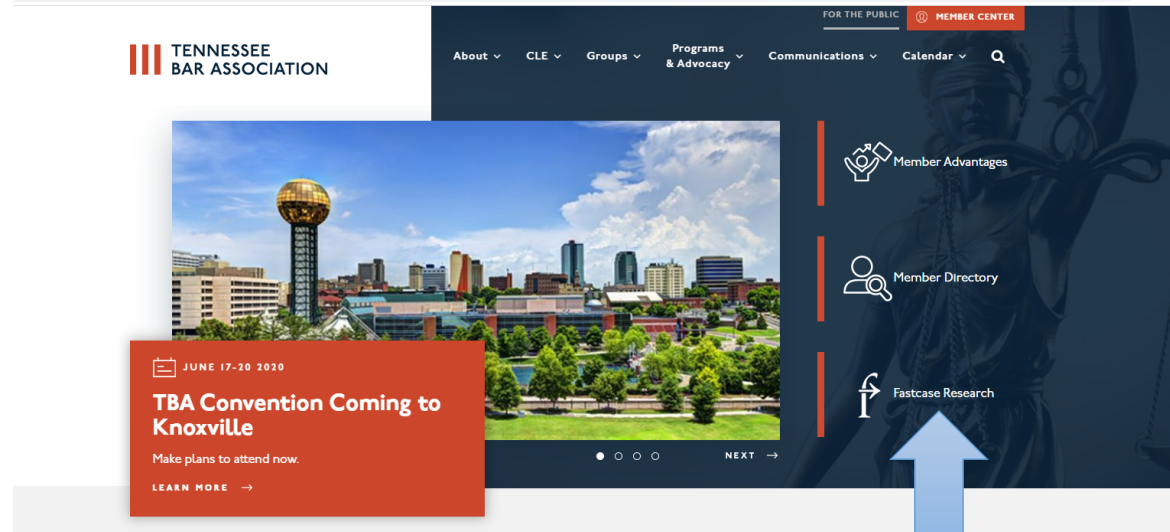 FOR THE PUBLIC
MEMBER CENTER
TENNESSEE
BAR ASSOCIATION
About
CLE
Groups
Programs
& Advocacy
Communications
Calendar
Member Advantages
Member Directory
Fastcase Research
JUNE 17-20 2020
TBA Convention Coming to
Knoxville
Make plans to attend now.
LEARN MORE →
NEXT →